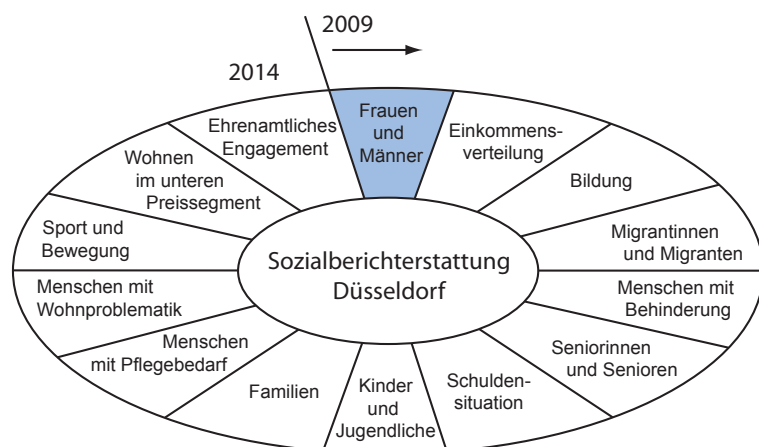 2009
2014
Frauen
und
Männer
Einkommens-
verteilung
Bildung
Migrantinnen
und Migranten
Menschen mit
Behinderung
Seniorinnen
und Senioren
Schulden-
situation
Kinder
und
Jugendliche
Familien
Menschen
mit Pflegebedarf
Menschen mit
Wohnproblematik
Sport und
Bewegung
Wohnen
im unteren
Preissegment
Ehrenamtliches
Engagement
Sozialberichterstattung
Düsseldorf